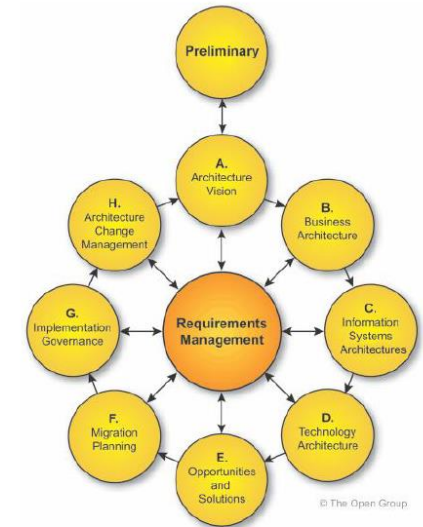 Preliminary
A.
Architecture
Vision
B.
Business
Architecture
C.
Information
Systems
Architectures
D.
Technology
Architecture
E.
Opportunities
and
Solutions
F.
Migration
Planning
G.
Implementation
Governance
H.
Architecture
Change
Management
Requirements
Management
© The Open Group